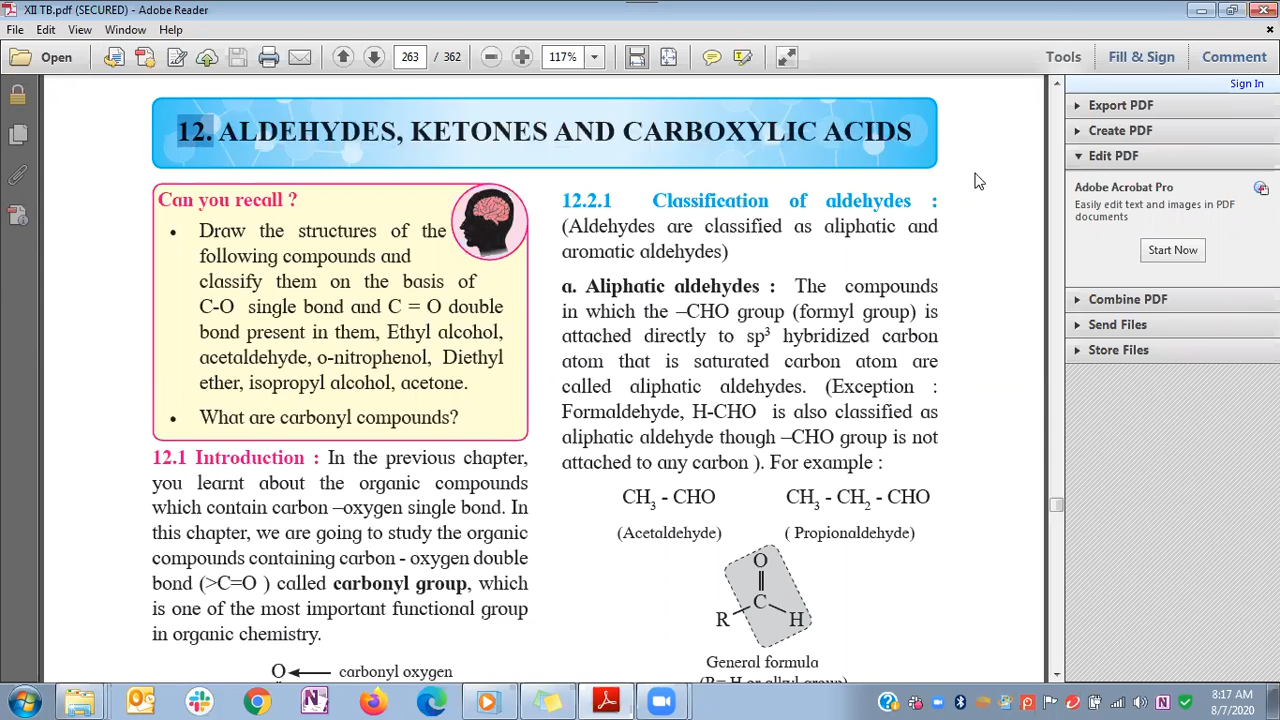 XII TB.pdf (SECURED) - Adobe Reader
File Edit View Window Help
Open 263 / 362 117% Tools Fill & Sign Comment
Sign In
Export PDF
Create PDF
Edit PDF
Adobe Acrobat Pro
Easily edit text and images in PDF
documents
Start Now
Combine PDF
Send Files
Store Files
12. ALDEHYDES, KETONES AND CARBOXYLIC ACIDS
Can you recall ?
• Draw the structures of the
following compounds and
classify them on the basis of
C-O single bond and C = O double
bond present in them, Ethyl alcohol,
acetaldehyde, o-nitrophenol, Diethyl
ether, isopropyl alcohol, acetone.
• What are carbonyl compounds?
12.1 Introduction : In the previous chapter,
you learnt about the organic compounds
which contain carbon –oxygen single bond. In
this chapter, we are going to study the organic
compounds containing carbon - oxygen double
bond (>C=O ) called carbonyl group, which
is one of the most important functional group
in organic chemistry.
O carbonyl oxygen
12.2.1 Classification of aldehydes :
(Aldehydes are classified as aliphatic and
aromatic aldehydes)
a. Aliphatic aldehydes : The compounds
in which the –CHO group (formyl group) is
attached directly to sp³ hybridized carbon
atom that is saturated carbon atom are
called aliphatic aldehydes. (Exception :
Formaldehyde, H-CHO is also classified as
aliphatic aldehyde though –CHO group is not
attached to any carbon ). For example :
CH₃ - CHO CH₃ - CH₂ - CHO
(Acetaldehyde) ( Propionaldehyde)
O
C
R H
General formula
(R= H or alkyl group)
8:17 AM
8/7/2020